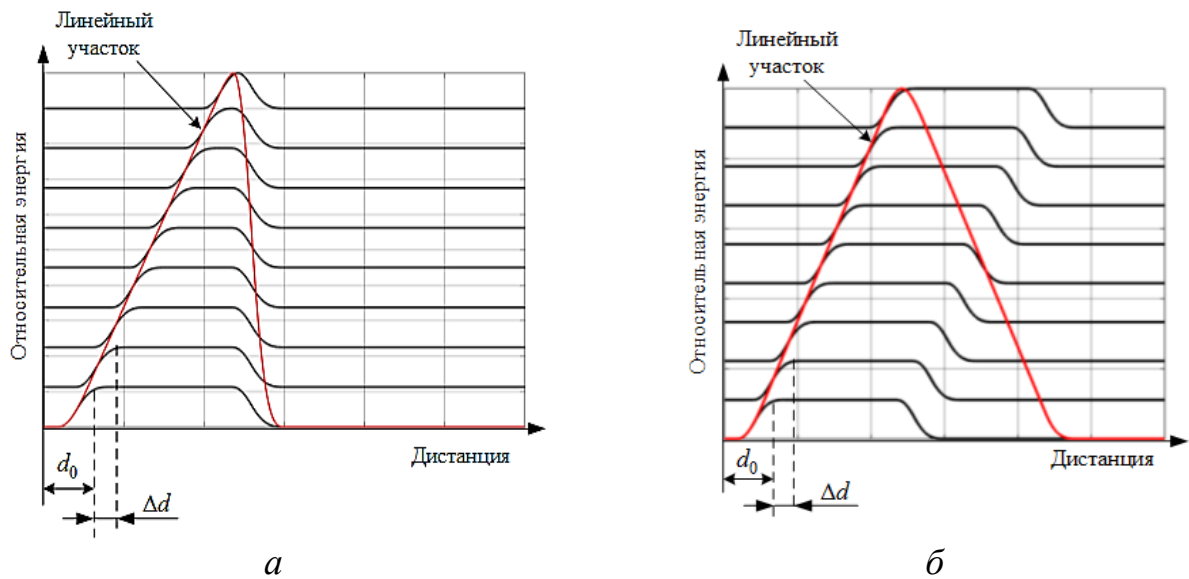 Линейный
участок
Относительная энергия
Дистанция
d₀
Δd
а
Линейный
участок
Относительная энергия
Дистанция
d₀
Δd
б